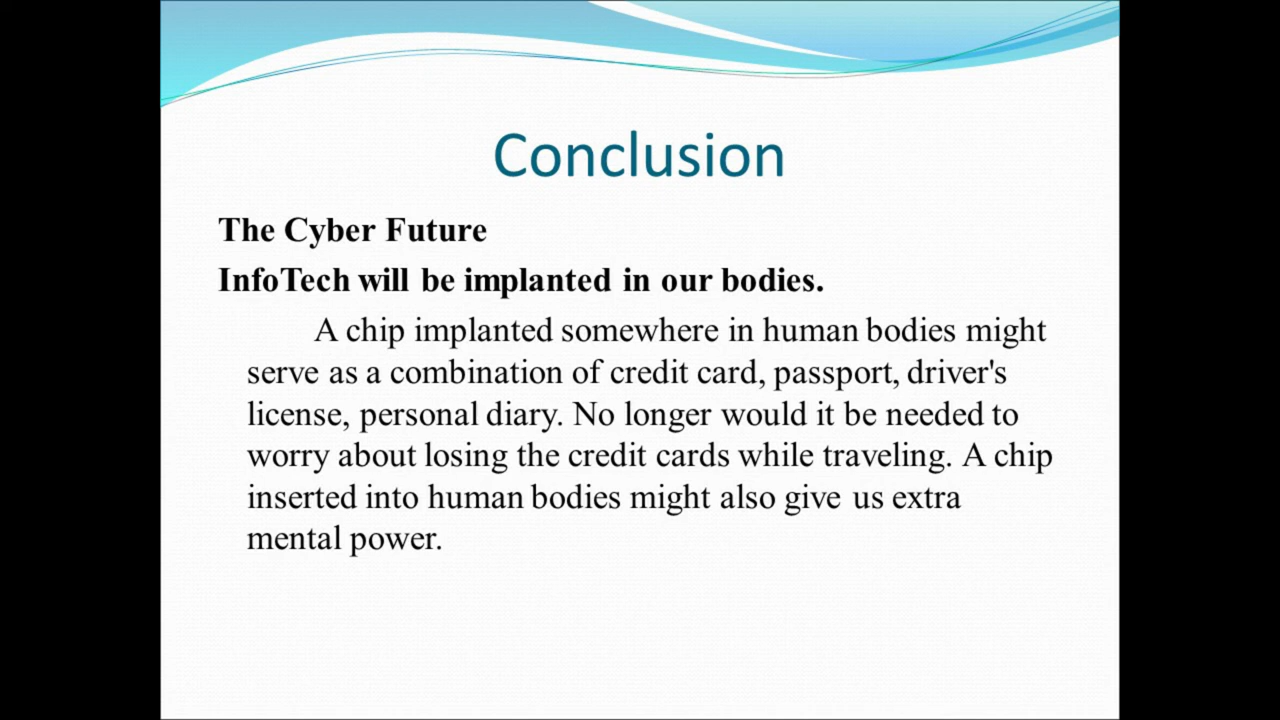 Conclusion
The Cyber Future
InfoTech will be implanted in our bodies.
A chip implanted somewhere in human bodies might
serve as a combination of credit card, passport, driver's
license, personal diary. No longer would it be needed to
worry about losing the credit cards while traveling. A chip
inserted into human bodies might also give us extra
mental power.